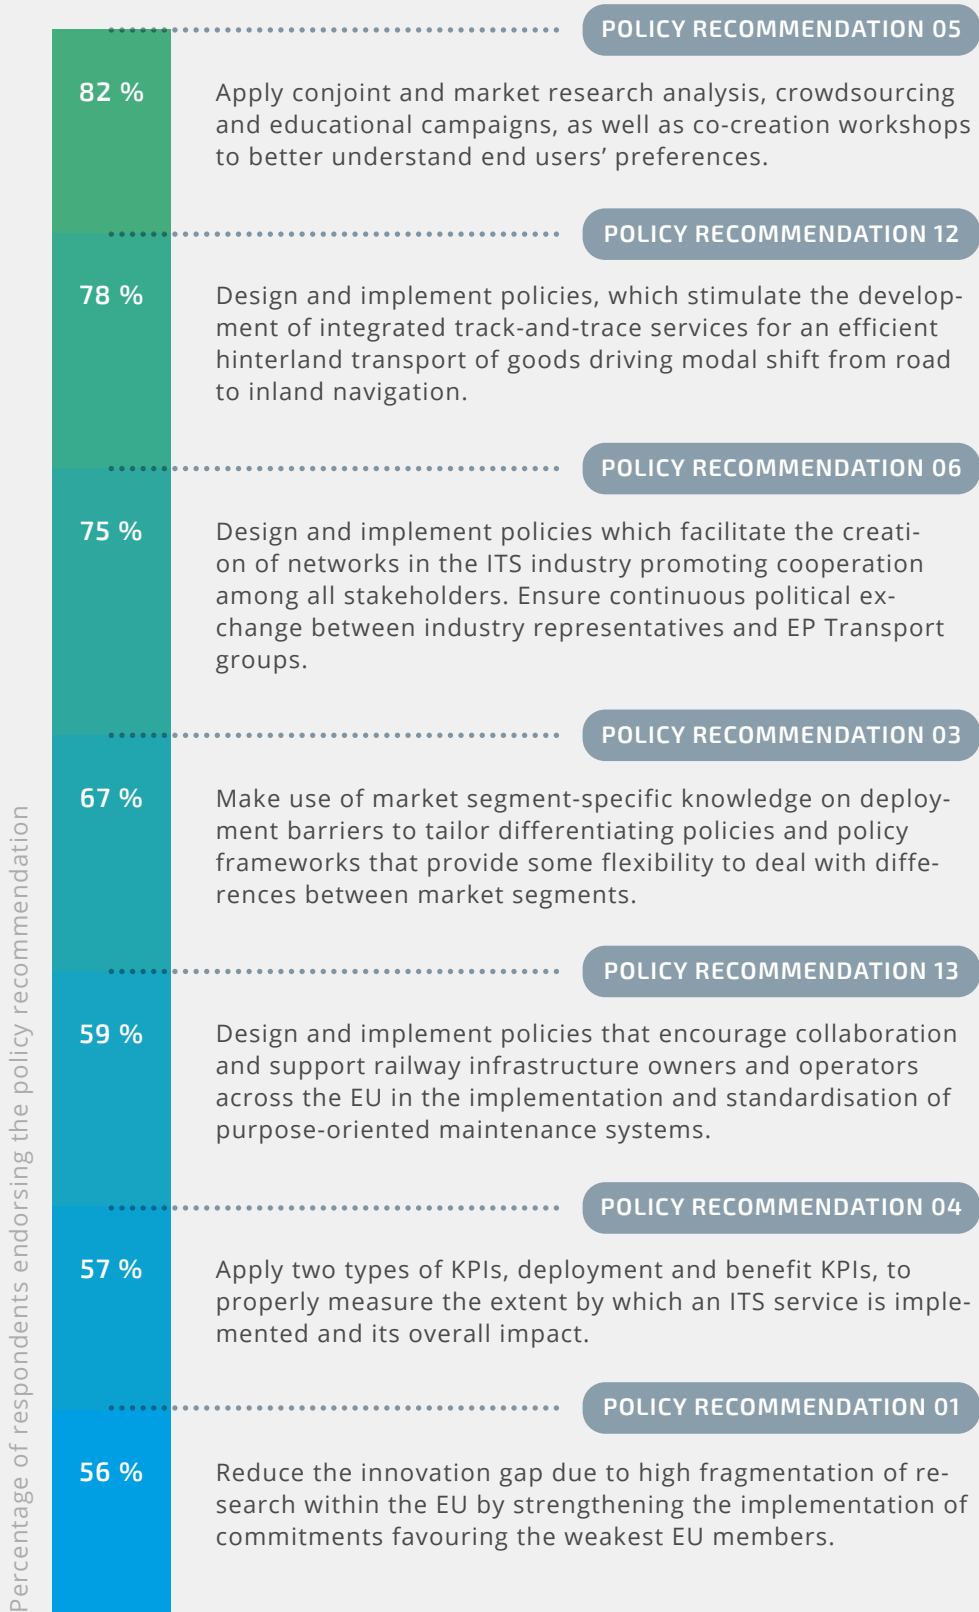 POLICY RECOMMENDATION 05
82 %
Apply conjoint and market research analysis, crowdsourcing
and educational campaigns, as well as co-creation workshops
to better understand end users’ preferences.
POLICY RECOMMENDATION 12
78 %
Design and implement policies, which stimulate the develop-
ment of integrated track-and-trace services for an efficient
hinterland transport of goods driving modal shift from road
to inland navigation.
POLICY RECOMMENDATION 06
75 %
Design and implement policies which facilitate the creati-
on of networks in the ITS industry promoting cooperation
among all stakeholders. Ensure continuous political ex-
change between industry representatives and EP Transport
groups.
POLICY RECOMMENDATION 03
67 %
Make use of market segment-specific knowledge on deploy-
ment barriers to tailor differentiating policies and policy
frameworks that provide some flexibility to deal with diffe-
rences between market segments.
POLICY RECOMMENDATION 13
59 %
Design and implement policies that encourage collaboration
and support railway infrastructure owners and operators
across the EU in the implementation and standardisation of
purpose-oriented maintenance systems.
POLICY RECOMMENDATION 04
57 %
Apply two types of KPIs, deployment and benefit KPIs, to
properly measure the extent by which an ITS service is imple-
mented and its overall impact.
POLICY RECOMMENDATION 01
56 %
Reduce the innovation gap due to high fragmentation of re-
search within the EU by strengthening the implementation of
commitments favouring the weakest EU members.
Percentage of respondents endorsing the policy recommendation